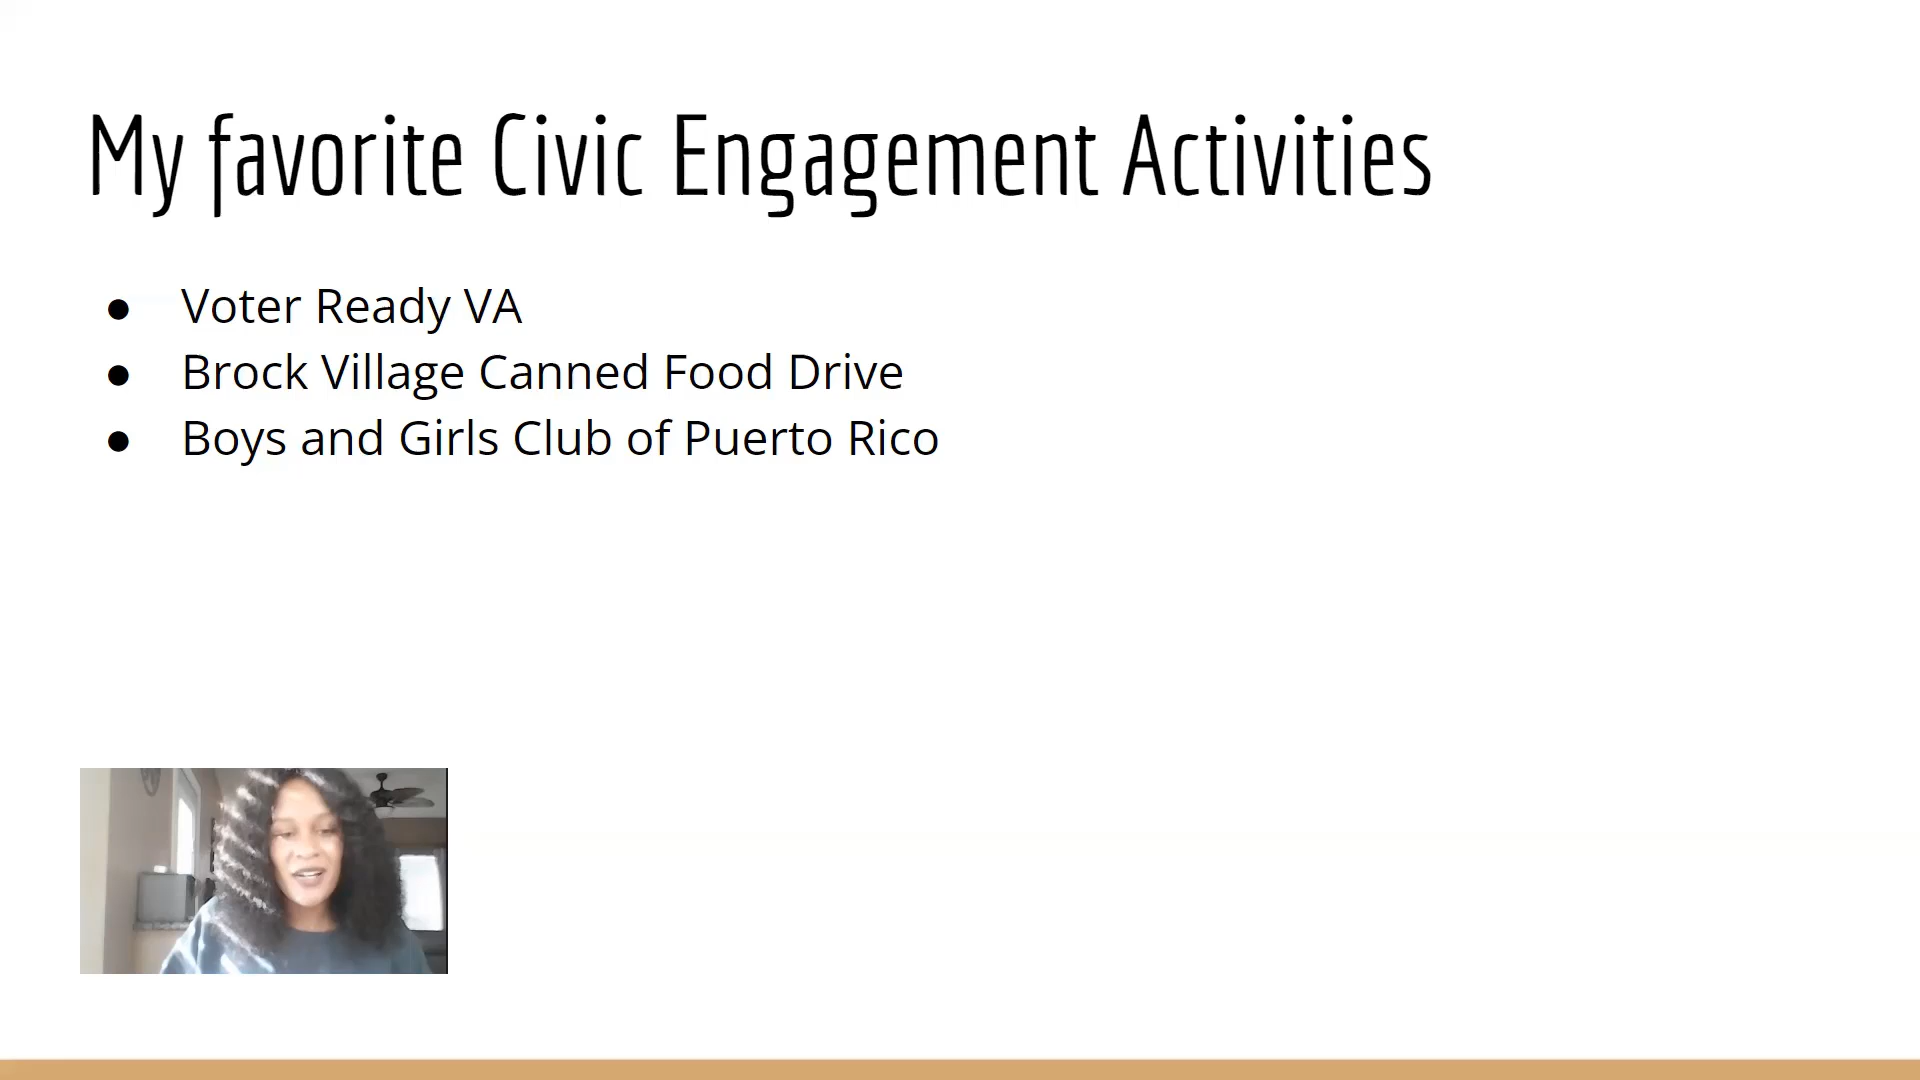 My favorite Civic Engagement Activities
● Voter Ready VA
● Brock Village Canned Food Drive
● Boys and Girls Club of Puerto Rico